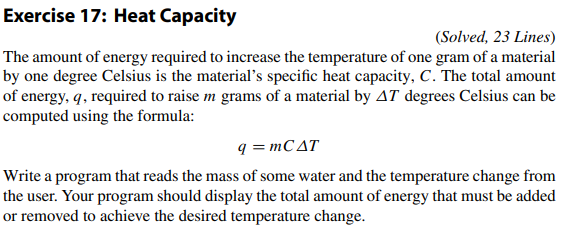 Exercise 17: Heat Capacity
(Solved, 23 Lines)
The amount of energy required to increase the temperature of one gram of a material
by one degree Celsius is the material's specific heat capacity, C. The total amount
of energy, q, required to raise m grams of a material by ΔT degrees Celsius can be
computed using the formula:
q = mCΔT
Write a program that reads the mass of some water and the temperature change from
the user. Your program should display the total amount of energy that must be added
or removed to achieve the desired temperature change.